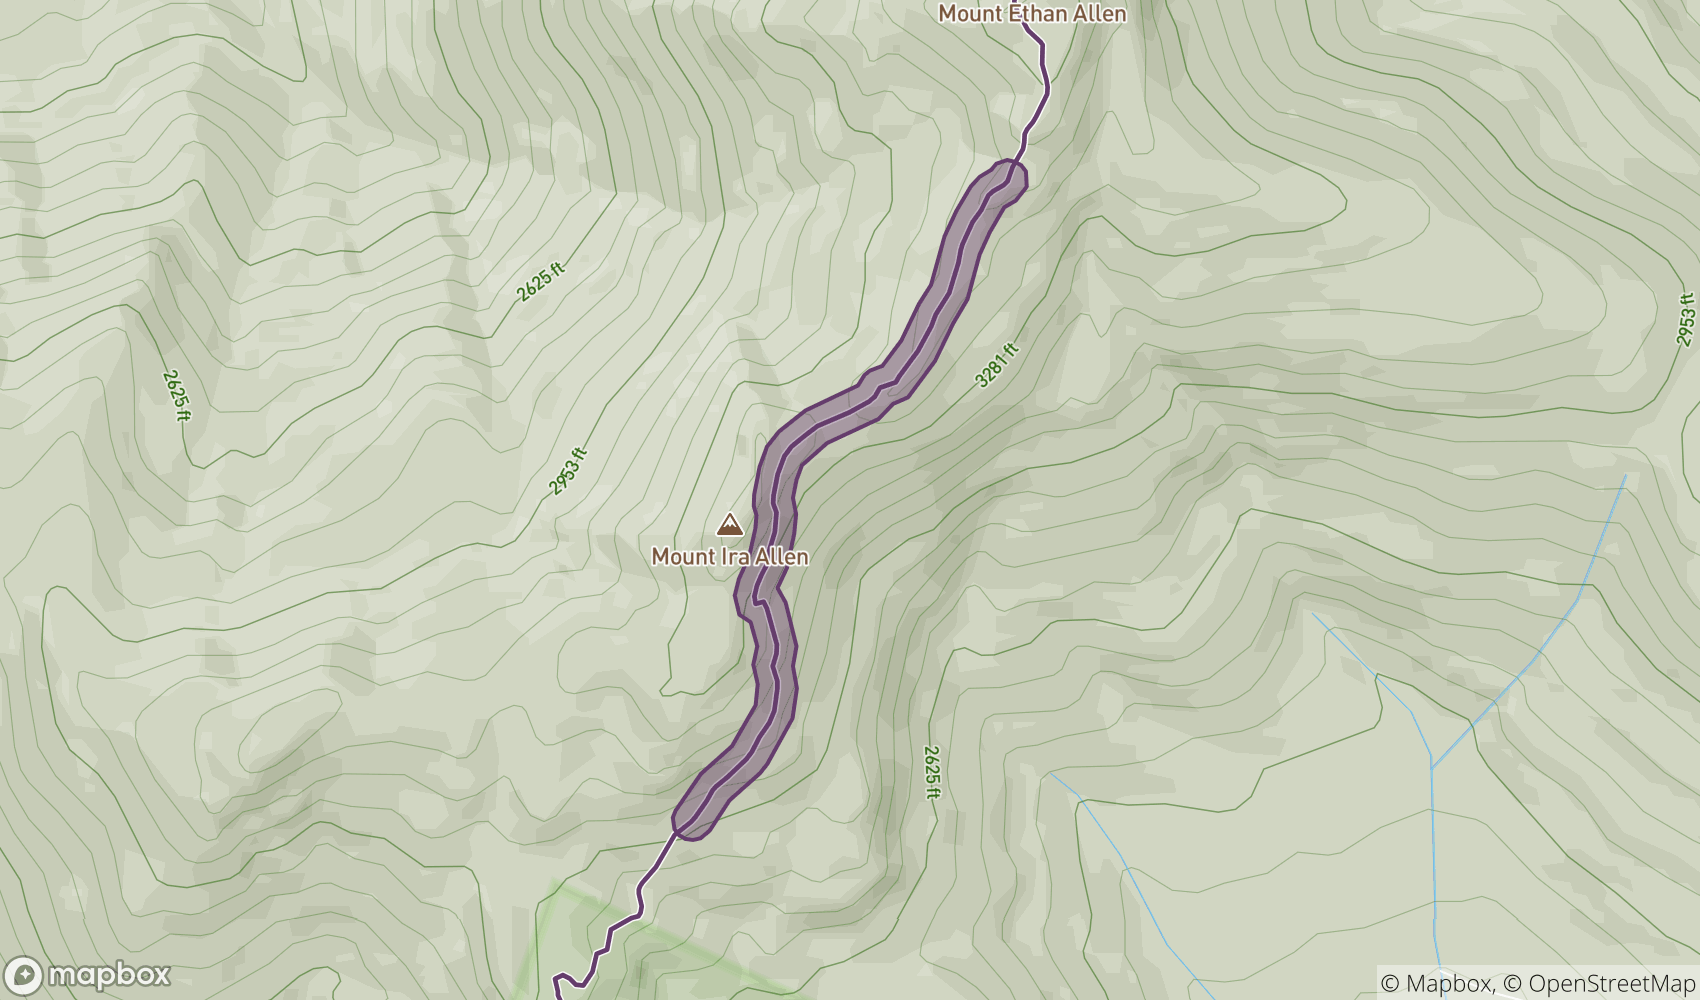 Mount Ethan Allen
2625 ft
2953 ft
3281 ft
2625 ft
2953 ft
Mount Ira Allen
2625 ft
mapbox
© Mapbox, © OpenStreetMap